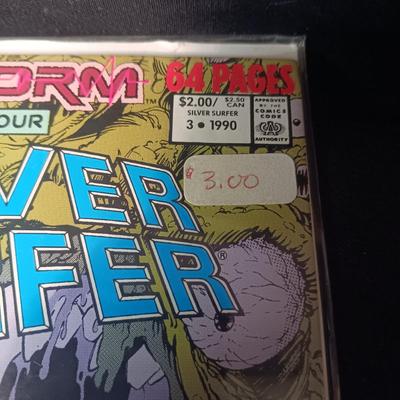 ORM 64 PAGES
TM
OUR
$2.00/ $2.50 CAN
SILVER SURFER
3 • 1990
APPROVED
BY THE
COMICS
CODE
AUTHORITY
VER
$3.00
FER®